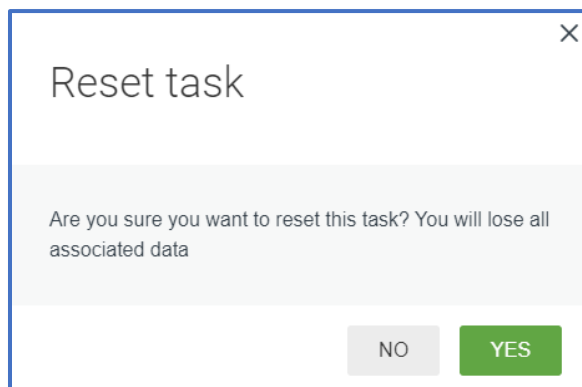 Reset task
Are you sure you want to reset this task? You will lose all
associated data
NO
YES